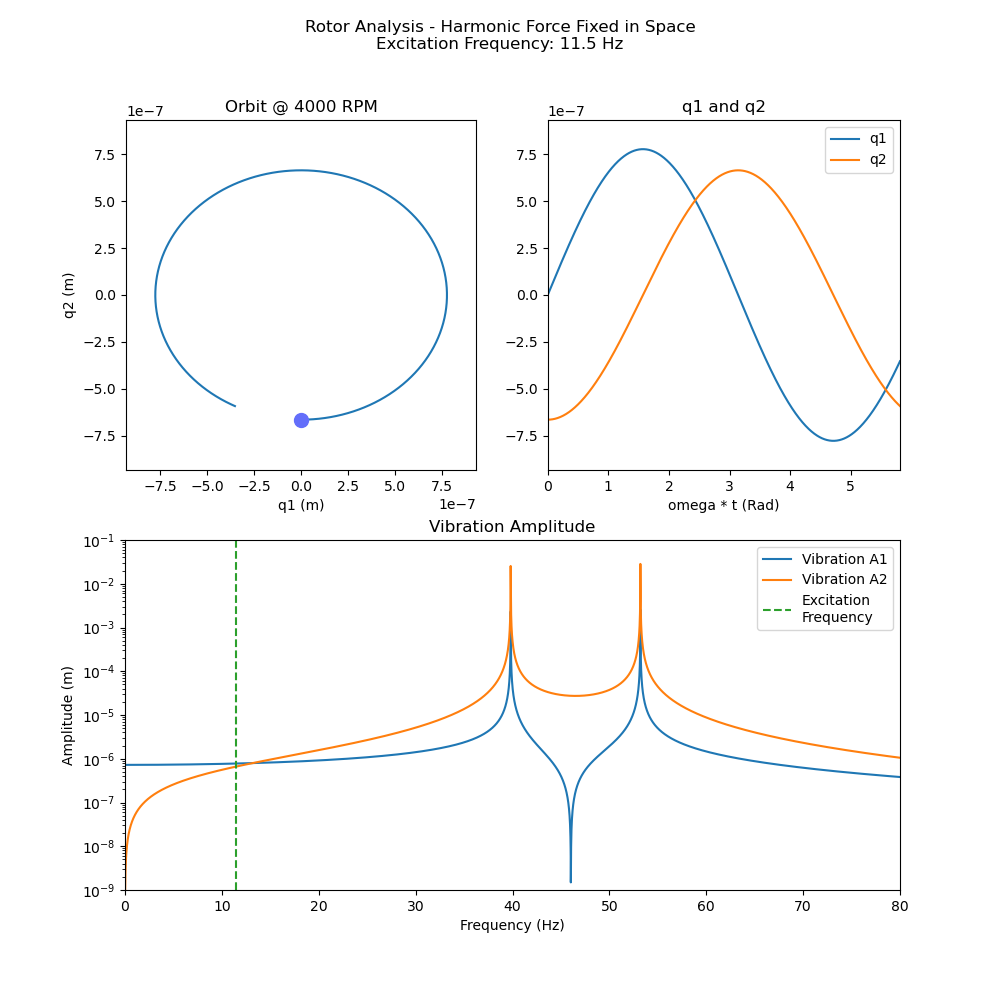 Rotor Analysis - Harmonic Force Fixed in Space
Excitation Frequency: 11.5 Hz
Orbit @ 4000 RPM
1e−7
7.5
5.0
2.5
0.0
−2.5
−5.0
−7.5
q2 (m)
−7.5 −5.0 −2.5 0.0 2.5 5.0 7.5
1e−7
q1 (m)
q1 and q2
1e−7
q1
q2
7.5
5.0
2.5
0.0
−2.5
−5.0
−7.5
0 1 2 3 4 5
omega * t (Rad)
Vibration Amplitude
Vibration A1
Vibration A2
Excitation
Frequency
10⁻¹
10⁻²
10⁻³
10⁻⁴
10⁻⁵
10⁻⁶
10⁻⁷
10⁻⁸
10⁻⁹
Amplitude (m)
0 10 20 30 40 50 60 70 80
Frequency (Hz)